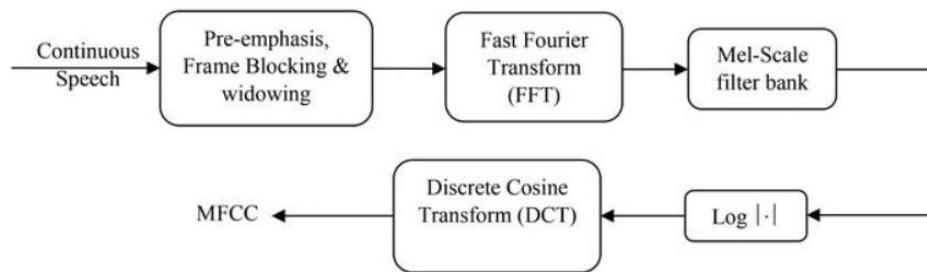 Continuous
Speech
Pre-emphasis,
Frame Blocking &
widowing
Fast Fourier
Transform
(FFT)
Mel-Scale
filter bank
MFCC
Discrete Cosine
Transform (DCT)
Log |·|